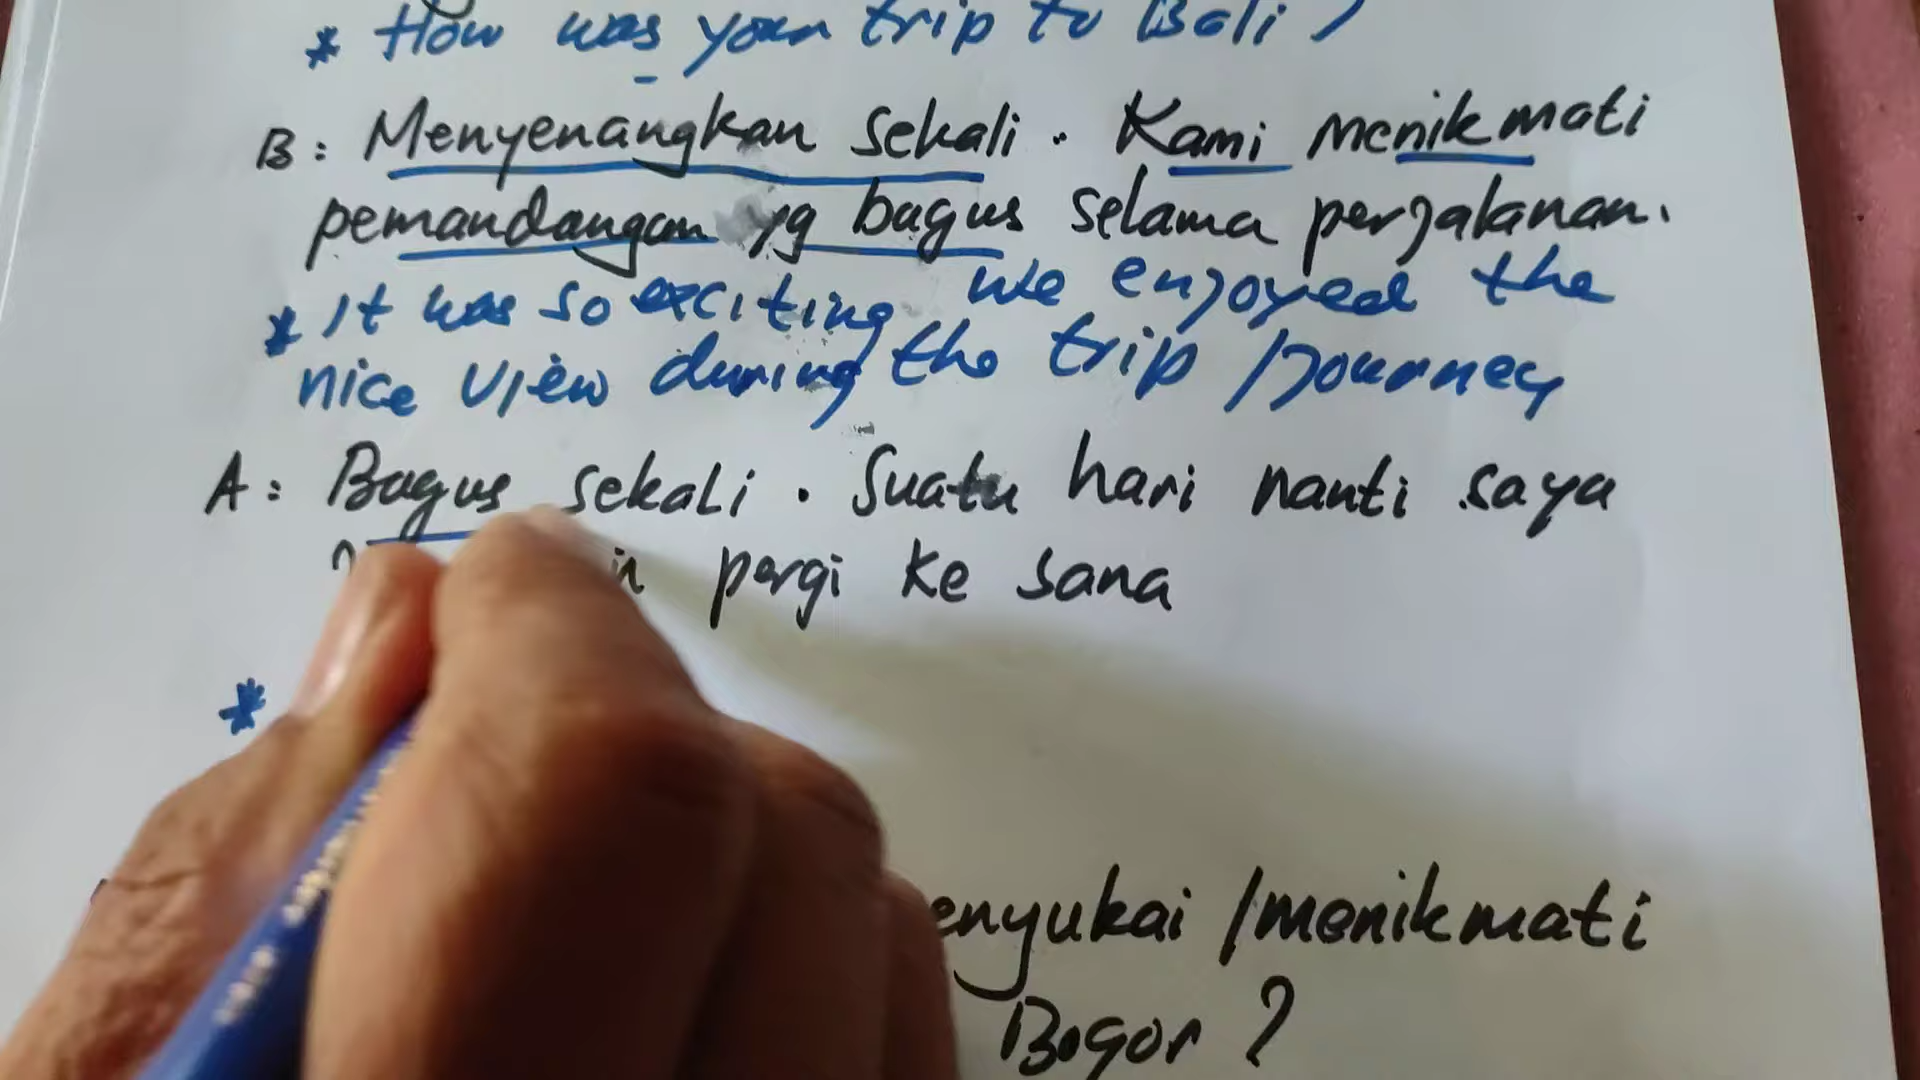 * How was your trip to Bali ?
B : Menyenangkan sekali . Kami menikmati
pemandangan yg bagus selama perjalanan .
* It was so exciting we enjoyed the
nice view during the trip / Journey
A : Bagus sekali . Suatu hari nanti saya
pergi ke sana
*
enyukai / menikmati
Bogor ?